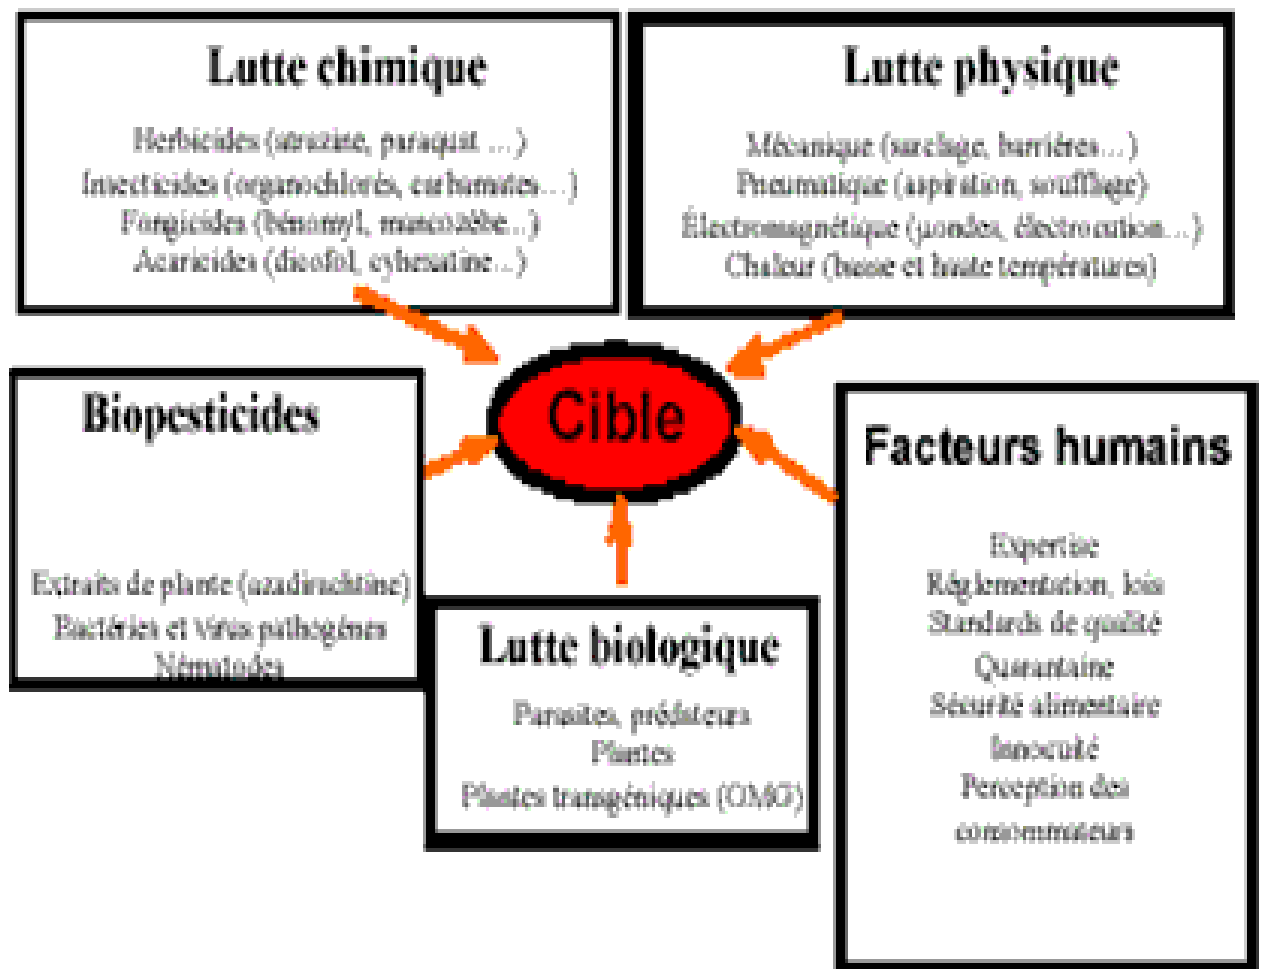 Lutte chimique
Herbicides (atrazine, paraquat ...)
Insecticides (organochlorés, carbamates...)
Fongicides (bénomyl, mancozèbe...)
Acaricides (dicofol, cyhexatine...)
Lutte physique
Mécanique (sarclage, barrières...)
Pneumatique (aspiration, soufflage)
Électromagnétique (µondes, électrocution...)
Chaleur (basse et haute températures)
Cible
Biopesticides
Extraits de plante (azadirachtine)
Bactéries et virus pathogènes
Nématodes
Facteurs humains
Expertise
Réglementation, lois
Standards de qualité
Quarantaine
Sécurité alimentaire
Innocuité
Perception des
consommateurs
Lutte biologique
Parasites, prédateurs
Plantes
Plantes transgéniques (OMG)